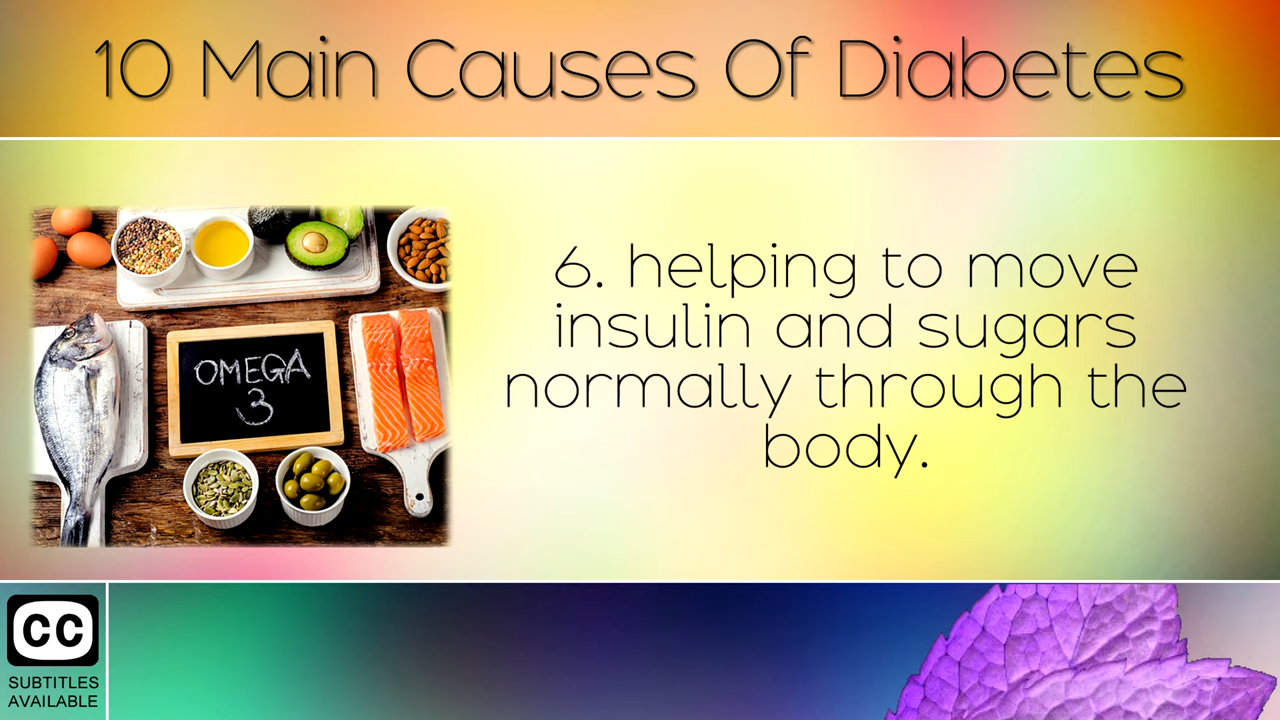 10 Main Causes Of Diabetes
OMEGA
3
6. helping to move
insulin and sugars
normally through the
body.
CC
SUBTITLES
AVAILABLE